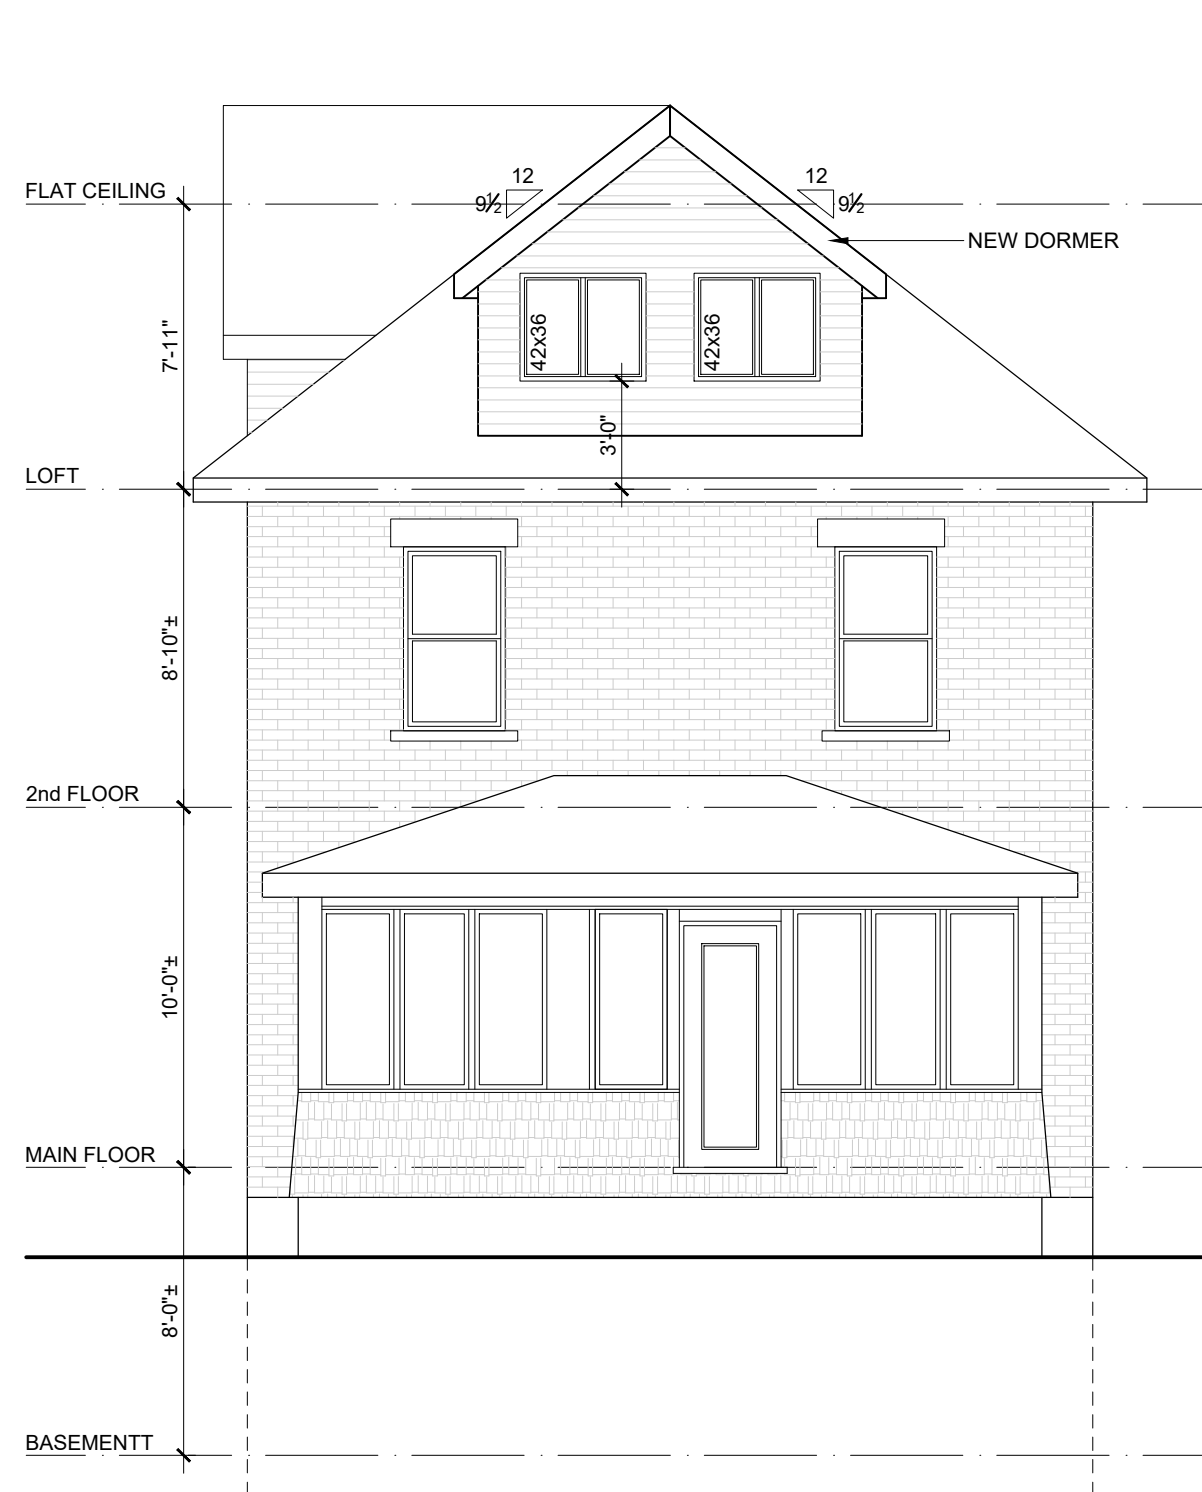 12
9½
12
9½
FLAT CEILING
NEW DORMER
7'-11"
42x36
42x36
3'-0"
LOFT
8'-10"±
2nd FLOOR
10'-0"±
MAIN FLOOR
8'-0"±
BASEMENTT